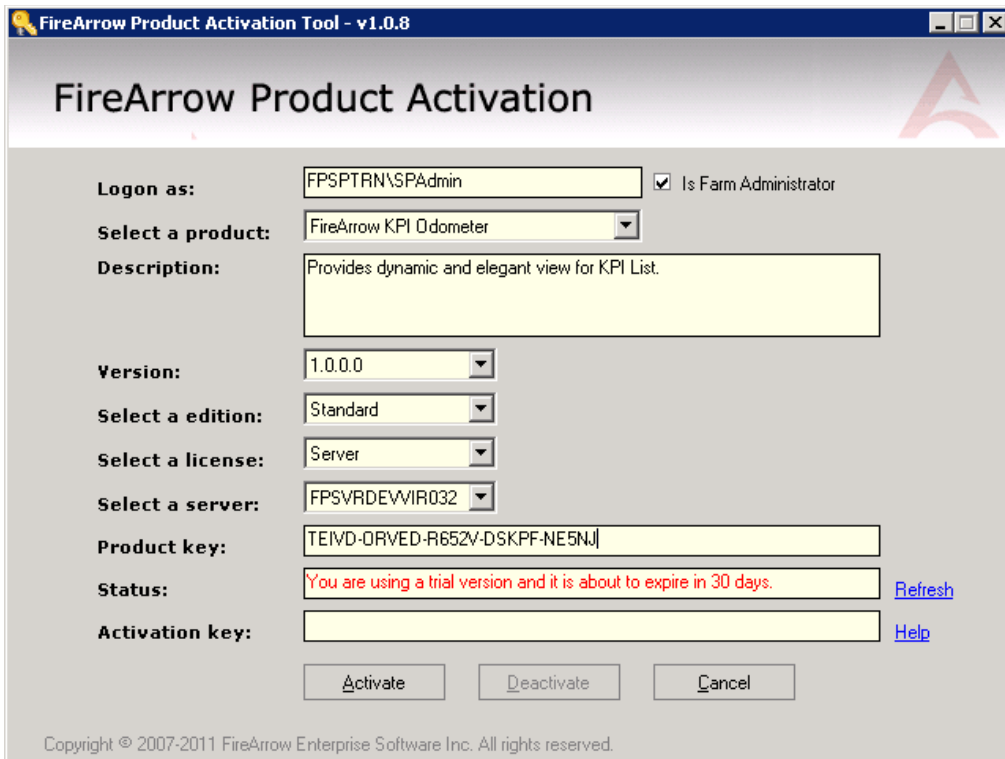 FireArrow Product Activation Tool - v1.0.8
FireArrow Product Activation
Logon as: FPSPTRN\SPAdmin Is Farm Administrator
Select a product: FireArrow KPI Odometer
Description: Provides dynamic and elegant view for KPI List.
Version: 1.0.0.0
Select a edition: Standard
Select a license: Server
Select a server: FPSVRDEVVIR032
Product key: TEIVD-ORVED-R652V-DSKPF-NE5NJ
Status: You are using a trial version and it is about to expire in 30 days. Refresh
Activation key: Help
Activate Deactivate Cancel
Copyright © 2007-2011 FireArrow Enterprise Software Inc. All rights reserved.